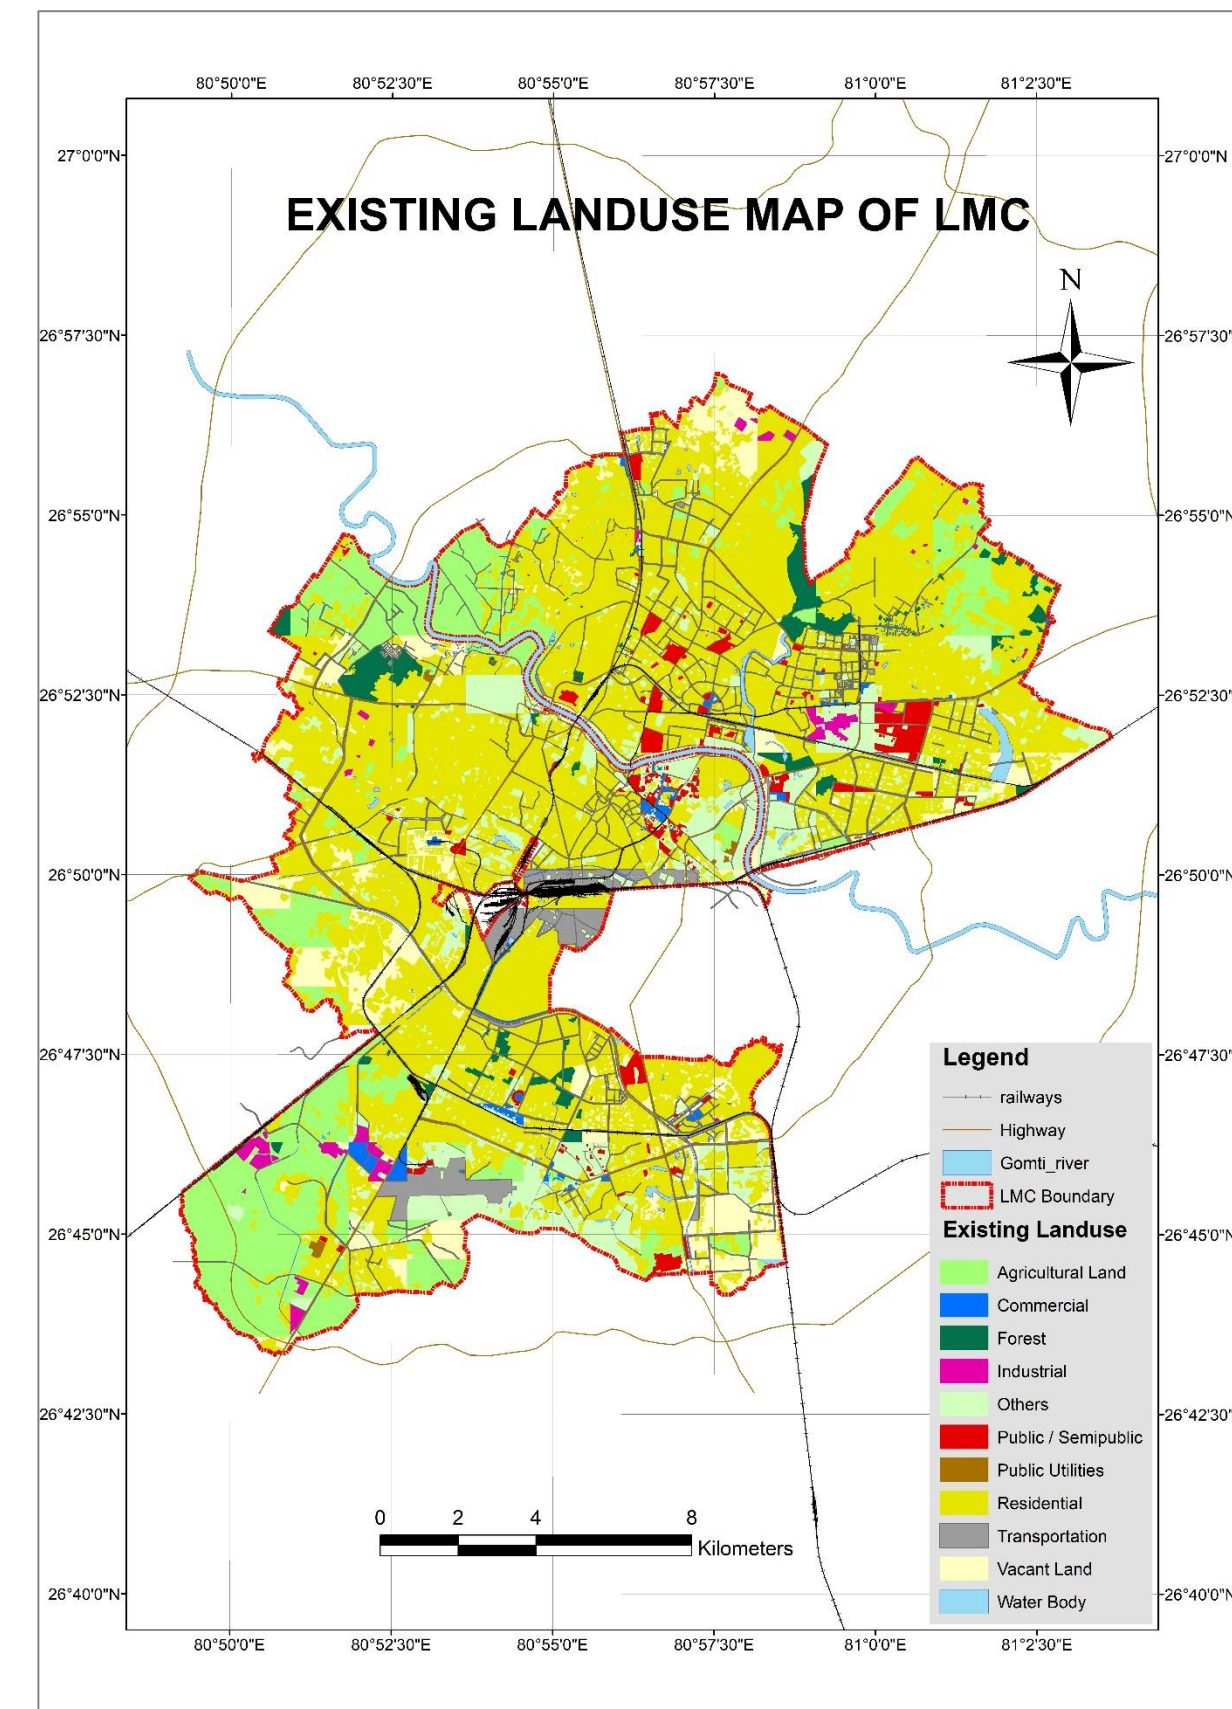 80°50'0"E 80°52'30"E 80°55'0"E 80°57'30"E 81°0'0"E 81°2'30"E
27°0'0"N 27°0'0"N
EXISTING LANDUSE MAP OF LMC
N
26°57'30"N 26°57'30"
26°55'0"N 26°55'0"N
26°52'30"N 26°52'30"
26°50'0"N 26°50'0"N
26°47'30"N 26°47'30"
Legend
railways
Highway
Gomti_river
LMC Boundary
26°45'0"N 26°45'0"N
Existing Landuse
Agricultural Land
Commercial
Forest
Industrial
Others
26°42'30"N 26°42'30"
Public / Semipublic
Public Utilities
Residential
0 2 4 8
Transportation
Kilometers
Vacant Land
26°40'0"N 26°40'0"N
Water Body
80°50'0"E 80°52'30"E 80°55'0"E 80°57'30"E 81°0'0"E 81°2'30"E